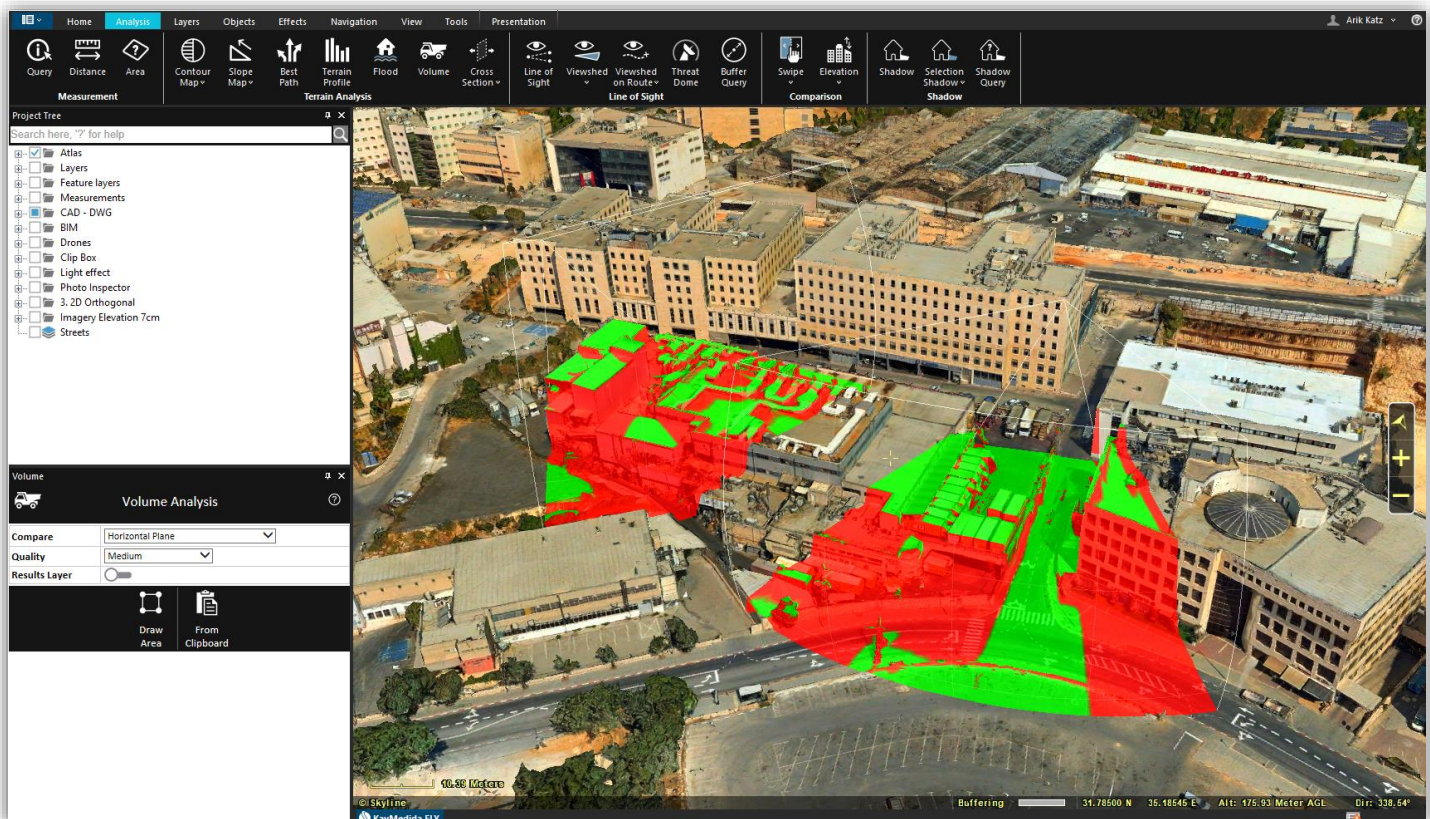 Home Analysis Layers Objects Effects Navigation View Tools Presentation
Arik Katz
Query Distance Area
Measurement
Contour Map Slope Map Best Path Terrain Profile Flood Volume Cross Section
Terrain Analysis
Line of Sight Viewshed Viewshed on Route Threat Dome Buffer Query
Line of Sight
Swipe Elevation
Comparison
Shadow Selection Shadow Shadow Query
Shadow
Project Tree
Search here, '?' for help
Atlas
Layers
Feature layers
Measurements
CAD - DWG
BIM
Drones
Clip Box
Light effect
Photo Inspector
3. 2D Orthogonal
Imagery Elevation 7cm
Streets
Volume
Volume Analysis
Compare Horizontal Plane
Quality Medium
Results Layer
Draw Area
From Clipboard
10.39 Meters
© Skyline
Buffering 31.78500 N 35.18545 E Alt: 175.93 Meter AGL Dir: 338.54°